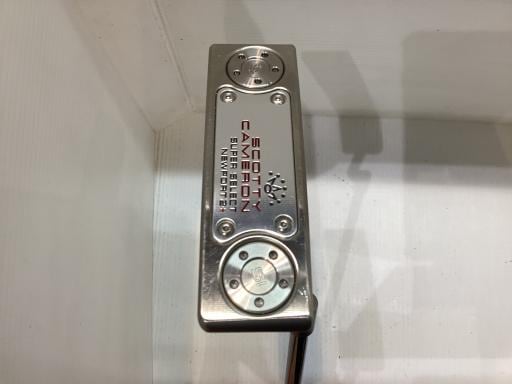 SCOTTY
CAMERON
SUPER SELECT
NEWPORT 2+